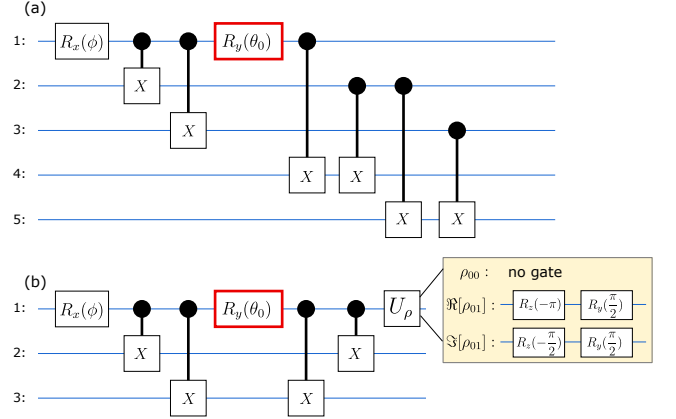 (a)
1: R_x(ϕ) R_y(θ_0)
2: X
3: X
4: X X
5: X X
(b)
1: R_x(ϕ) R_y(θ_0) U_ρ
2: X X
3: X X
ρ_00 : no gate
ℜ[ρ_01] : R_z(−π) R_y(π/2)
ℑ[ρ_01] : R_z(−π/2) R_y(π/2)